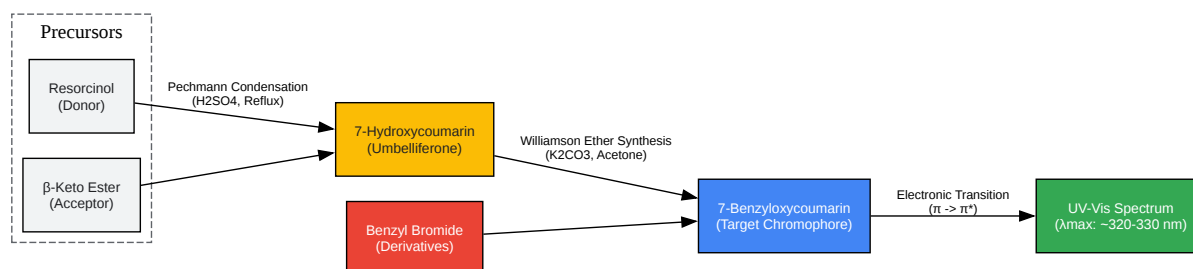 Precursors
Resorcinol
(Donor)
β-Keto Ester
(Acceptor)
Pechmann Condensation
(H2SO4, Reflux)
7-Hydroxycoumarin
(Umbelliferone)
Benzyl Bromide
(Derivatives)
Williamson Ether Synthesis
(K2CO3, Acetone)
7-Benzyloxycoumarin
(Target Chromophore)
Electronic Transition
(π -> π*)
UV-Vis Spectrum
(λmax: ~320-330 nm)